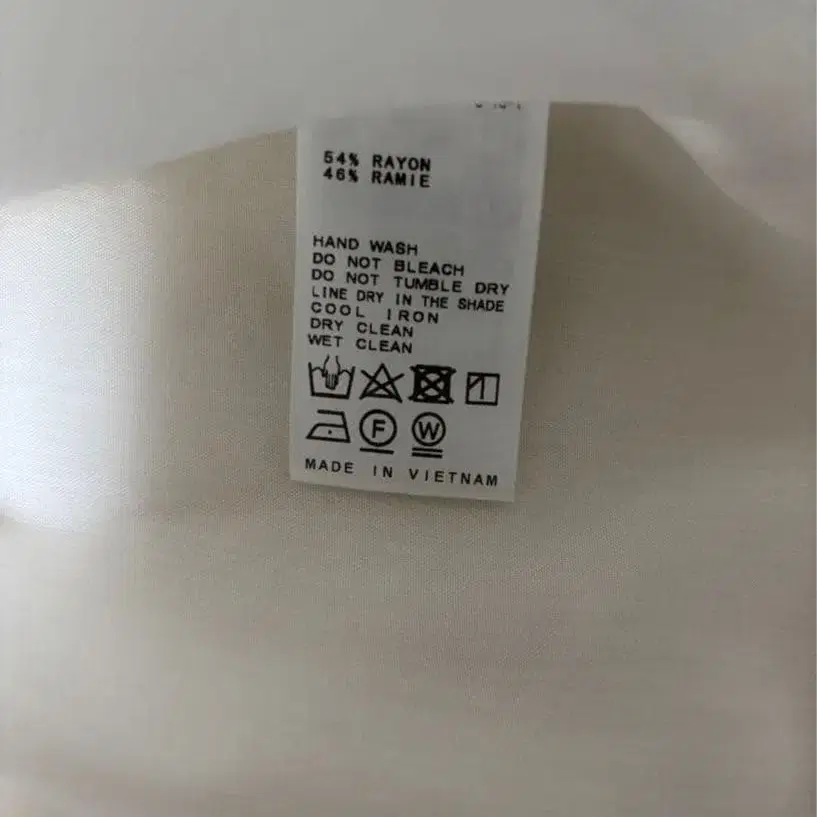 54% RAYON
46% RAMIE
HAND WASH
DO NOT BLEACH
DO NOT TUMBLE DRY
LINE DRY IN THE SHADE
COOL IRON
DRY CLEAN
WET CLEAN
F W
MADE IN VIETNAM